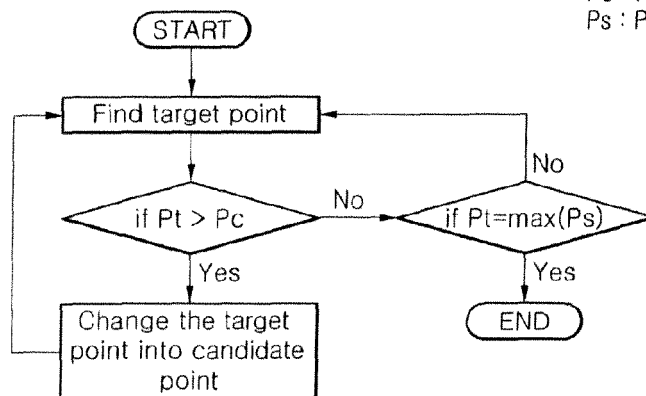 Ps : P
START
Find target point
No
if Pt > Pc
No
if Pt=max(Ps)
Yes
Yes
Change the target
point into candidate
point
END